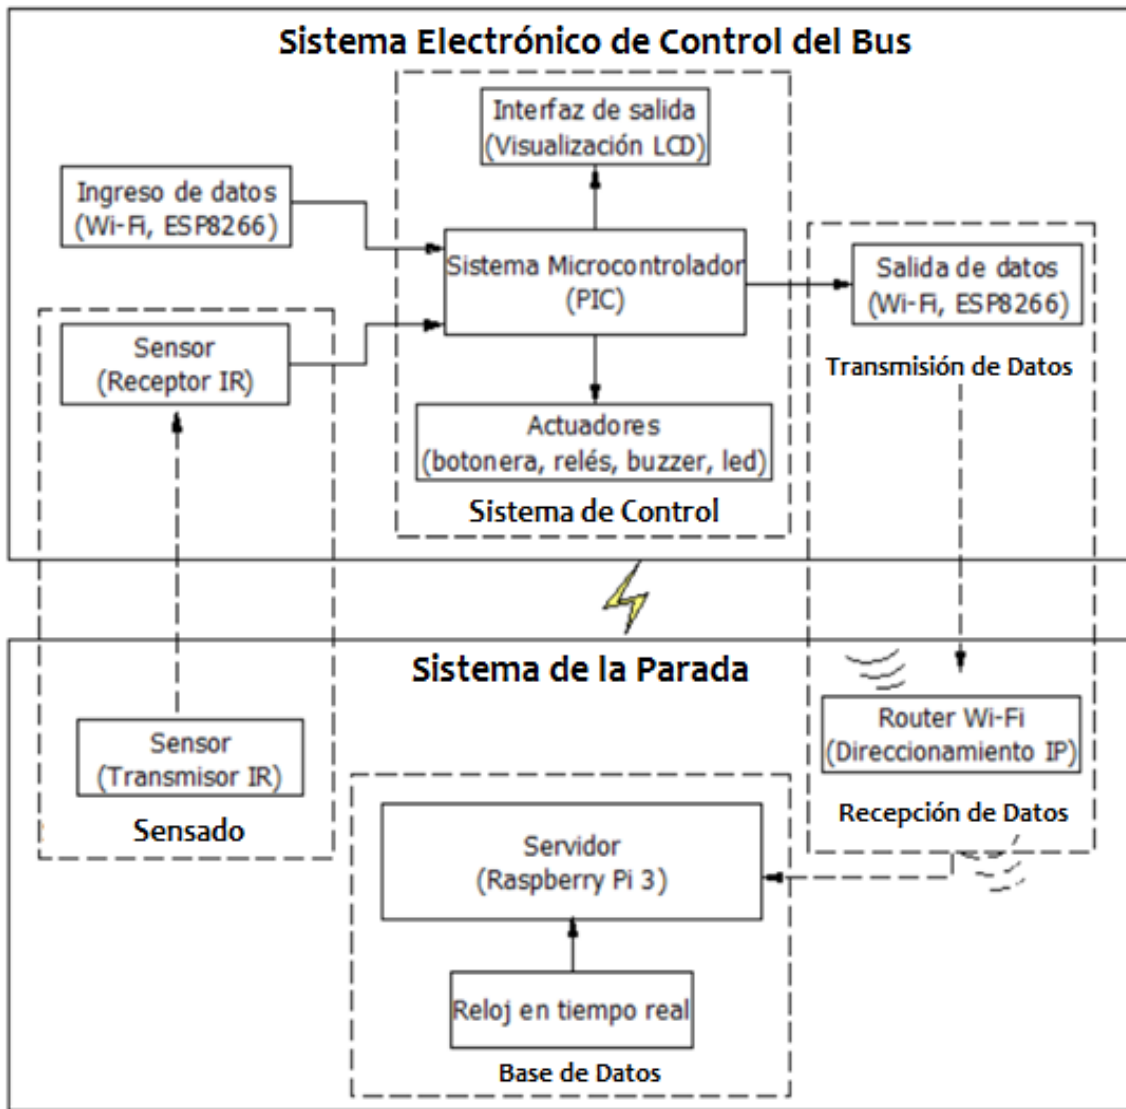 Sistema Electrónico de Control del Bus
Interfaz de salida
(Visualización LCD)
Ingreso de datos
(Wi-Fi, ESP8266)
Sistema Microcontrolador
(PIC)
Salida de datos
(Wi-Fi, ESP8266)
Sensor
(Receptor IR)
Transmisión de Datos
Actuadores
(botonera, relés, buzzer, led)
Sistema de Control
Sistema de la Parada
Sensor
(Transmisor IR)
Sensado
Router Wi-Fi
(Direccionamiento IP)
Recepción de Datos
Servidor
(Raspberry Pi 3)
Reloj en tiempo real
Base de Datos